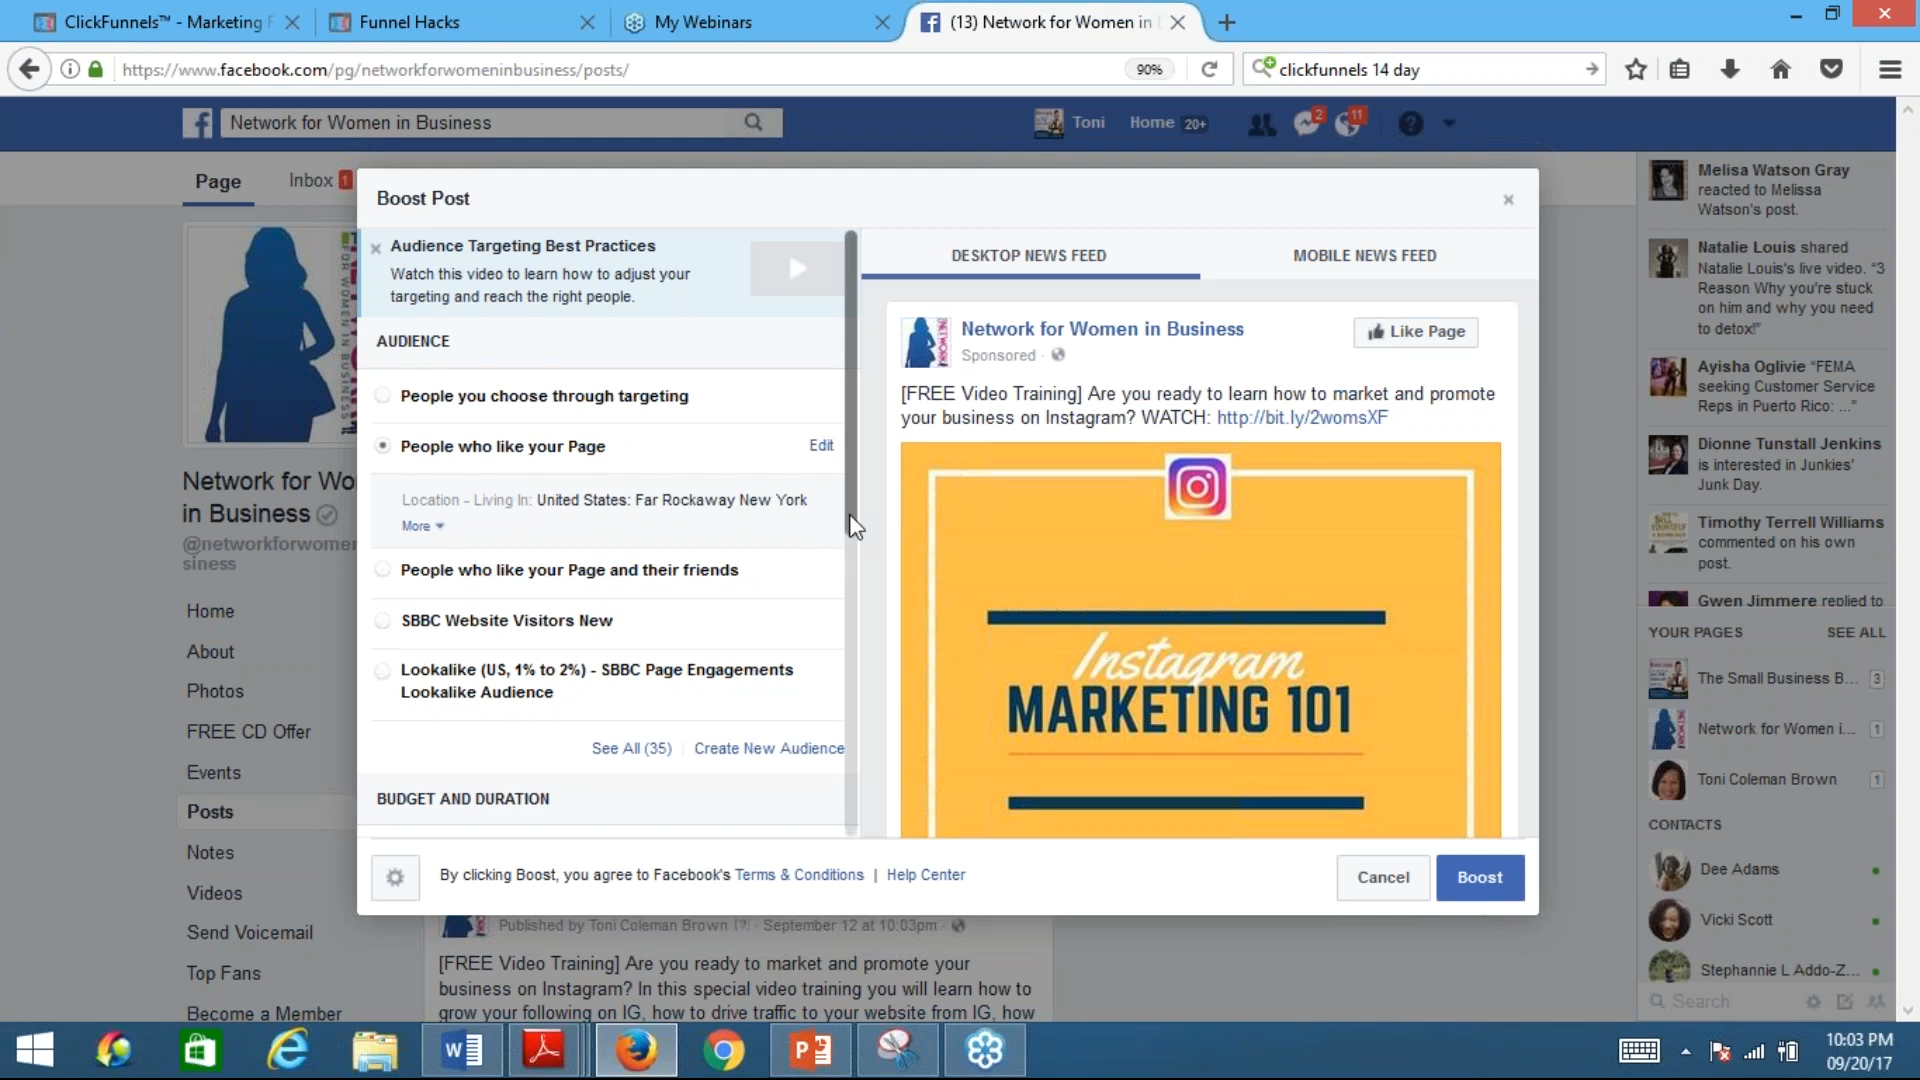 ClickFunnels™ - Marketing F
Funnel Hacks
My Webinars
(13) Network for Women in B
https://www.facebook.com/pg/networkforwomeninbusiness/posts/
90%
clickfunnels 14 day
Network for Women in Business
Toni
Home 20+
2
11
Page
Inbox 1
Boost Post
Audience Targeting Best Practices
Watch this video to learn how to adjust your
targeting and reach the right people.
AUDIENCE
People you choose through targeting
People who like your Page
Edit
Location - Living In: United States: Far Rockaway New York
More
People who like your Page and their friends
SBBC Website Visitors New
Lookalike (US, 1% to 2%) - SBBC Page Engagements
Lookalike Audience
See All (35)
Create New Audience
BUDGET AND DURATION
DESKTOP NEWS FEED
MOBILE NEWS FEED
Network for Women in Business
Sponsored ·
Like Page
[FREE Video Training] Are you ready to learn how to market and promote
your business on Instagram? WATCH: http://bit.ly/2womsXF
Instagram
MARKETING 101
By clicking Boost, you agree to Facebook's Terms & Conditions | Help Center
Cancel
Boost
FOR WOMEN IN BUSINESS
Network for Wo
in Business
@networkforwomen
siness
Home
About
Photos
FREE CD Offer
Events
Posts
Notes
Videos
Send Voicemail
Top Fans
Become a Member
Published by Toni Coleman Brown [?] · September 12 at 10:03pm ·
[FREE Video Training] Are you ready to market and promote your
business on Instagram? In this special video training you will learn how to
grow your following on IG, how to drive traffic to your website from IG, how
Melisa Watson Gray
reacted to Melissa
Watson's post.
Natalie Louis shared
Natalie Louis's live video. “3
Reason Why you're stuck
on him and why you need
to detox!”
Ayisha Oglivie “FEMA
seeking Customer Service
Reps in Puerto Rico: ...”
Dionne Tunstall Jenkins
is interested in Junkies'
Junk Day.
Timothy Terrell Williams
commented on his own
post.
Gwen Jimmere replied to
YOUR PAGES
SEE ALL
The Small Business B... 3
Network for Women i... 1
Toni Coleman Brown 1
CONTACTS
Dee Adams
Vicki Scott
Stephannie L Addo-Z...
Search
10:03 PM
09/20/17